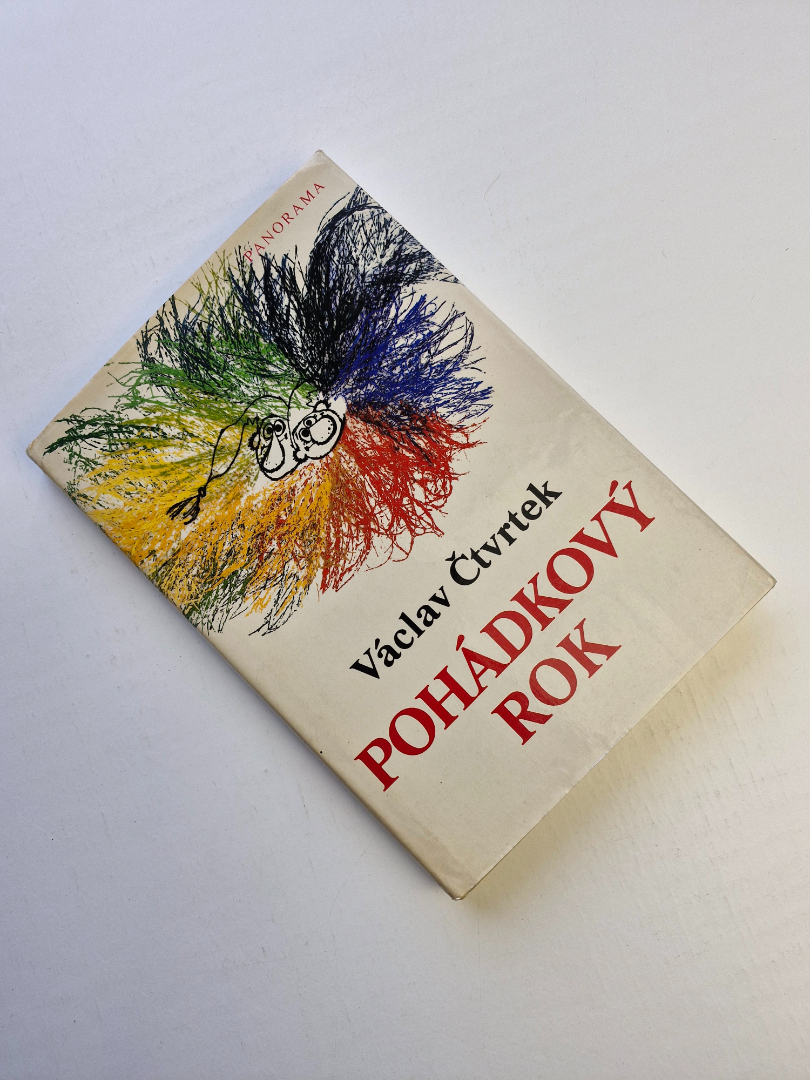 PANORAMA
Václav Čtvrtek
POHÁDKOVÝ
ROK